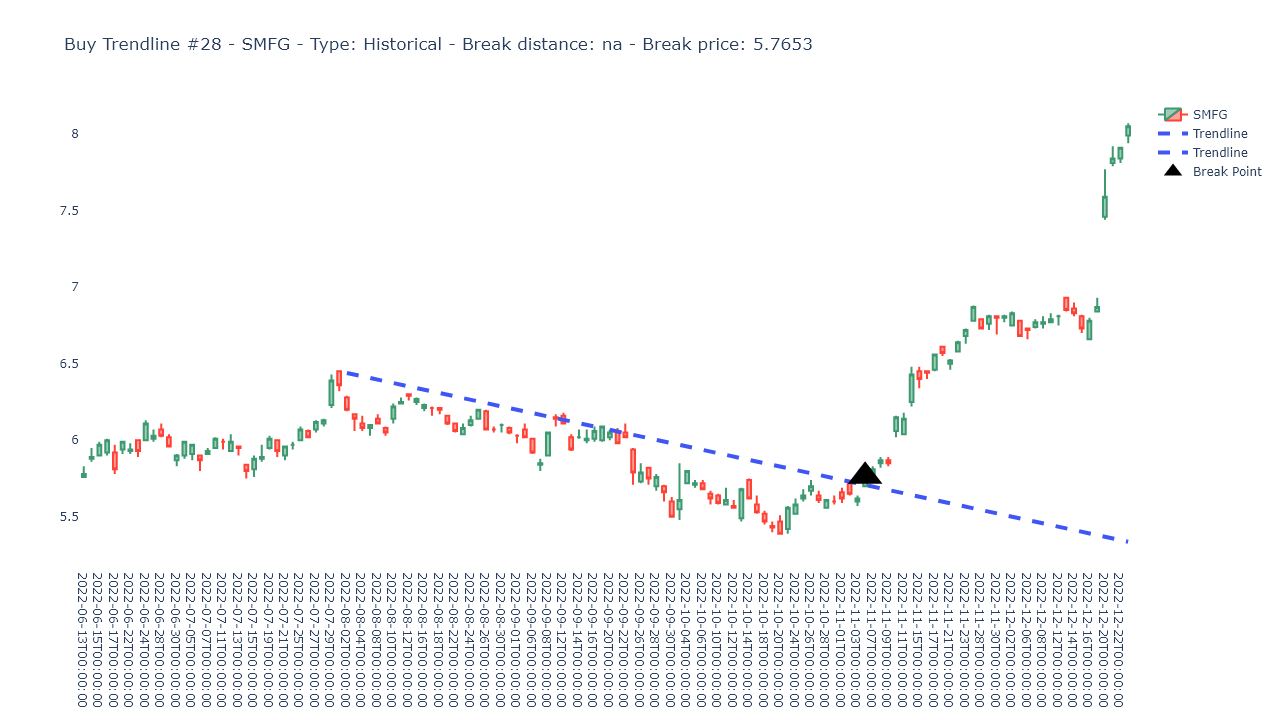 Buy Trendline #28 - SMFG - Type: Historical - Break distance: na - Break price: 5.7653
SMFG
Trendline
Trendline
Break Point
8
7.5
7
6.5
6
5.5
2022-06-13T00:00:00
2022-06-15T00:00:00
2022-06-17T00:00:00
2022-06-22T00:00:00
2022-06-24T00:00:00
2022-06-28T00:00:00
2022-06-30T00:00:00
2022-07-05T00:00:00
2022-07-07T00:00:00
2022-07-11T00:00:00
2022-07-13T00:00:00
2022-07-15T00:00:00
2022-07-19T00:00:00
2022-07-21T00:00:00
2022-07-25T00:00:00
2022-07-27T00:00:00
2022-07-29T00:00:00
2022-08-02T00:00:00
2022-08-04T00:00:00
2022-08-08T00:00:00
2022-08-10T00:00:00
2022-08-12T00:00:00
2022-08-16T00:00:00
2022-08-18T00:00:00
2022-08-22T00:00:00
2022-08-24T00:00:00
2022-08-26T00:00:00
2022-08-30T00:00:00
2022-09-01T00:00:00
2022-09-06T00:00:00
2022-09-08T00:00:00
2022-09-12T00:00:00
2022-09-14T00:00:00
2022-09-16T00:00:00
2022-09-20T00:00:00
2022-09-22T00:00:00
2022-09-26T00:00:00
2022-09-28T00:00:00
2022-09-30T00:00:00
2022-10-04T00:00:00
2022-10-06T00:00:00
2022-10-10T00:00:00
2022-10-12T00:00:00
2022-10-14T00:00:00
2022-10-18T00:00:00
2022-10-20T00:00:00
2022-10-24T00:00:00
2022-10-26T00:00:00
2022-10-28T00:00:00
2022-11-01T00:00:00
2022-11-03T00:00:00
2022-11-07T00:00:00
2022-11-09T00:00:00
2022-11-11T00:00:00
2022-11-15T00:00:00
2022-11-17T00:00:00
2022-11-21T00:00:00
2022-11-23T00:00:00
2022-11-28T00:00:00
2022-11-30T00:00:00
2022-12-02T00:00:00
2022-12-06T00:00:00
2022-12-08T00:00:00
2022-12-12T00:00:00
2022-12-14T00:00:00
2022-12-16T00:00:00
2022-12-20T00:00:00
2022-12-22T00:00:00